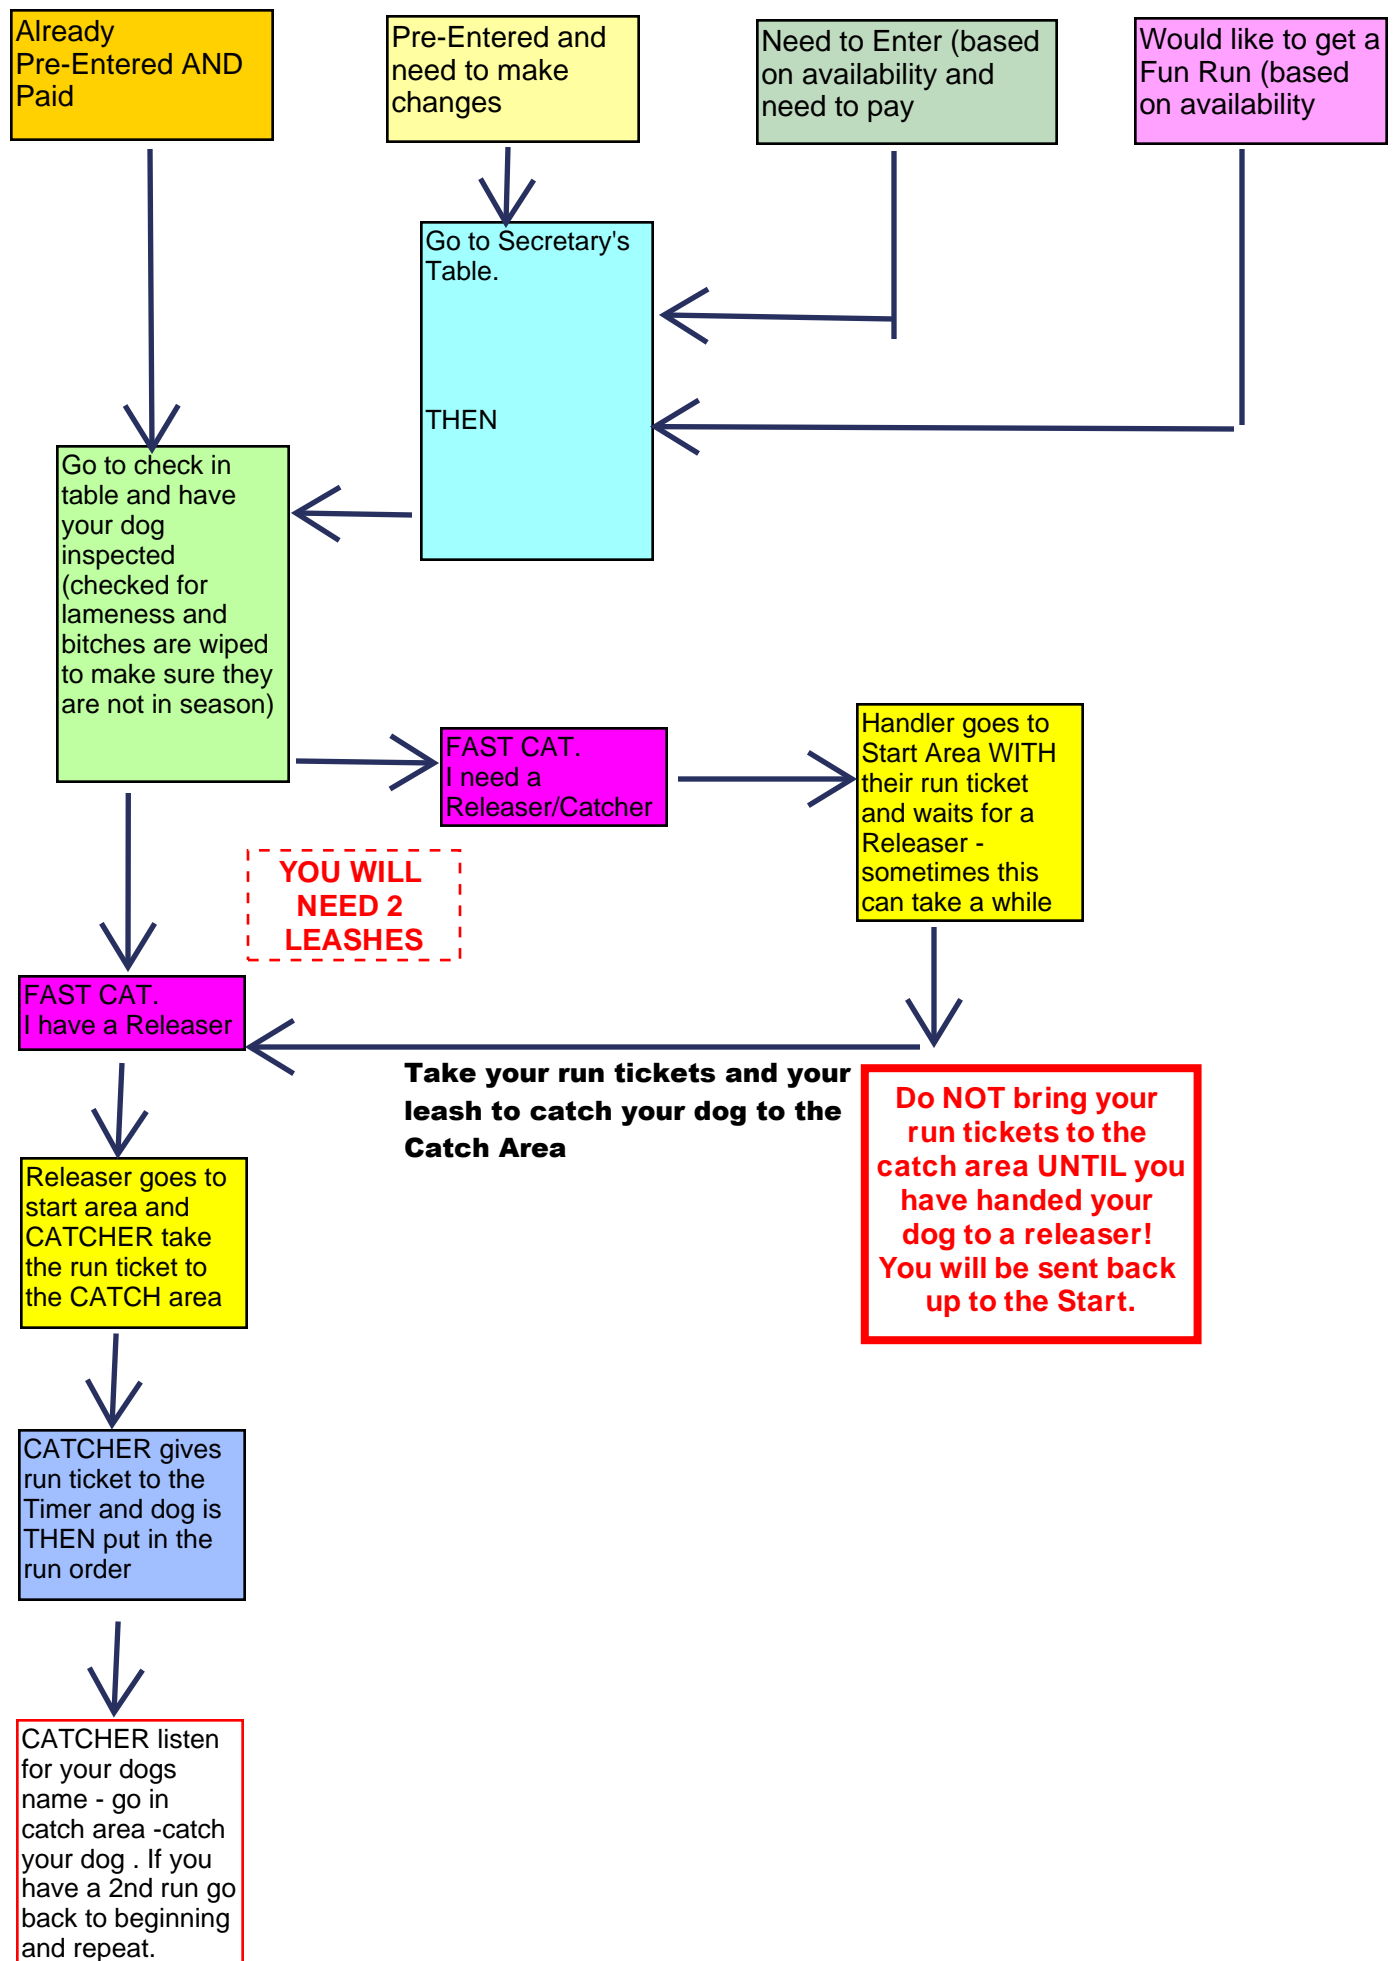 Already
Pre-Entered AND
Paid
Pre-Entered and
need to make
changes
Need to Enter (based
on availability and
need to pay
Would like to get a
Fun Run (based
on availability
Go to Secretary's
Table.
THEN
Go to check in
table and have
your dog
inspected
(checked for
lameness and
bitches are wiped
to make sure they
are not in season)
FAST CAT.
I need a
Releaser/Catcher
Handler goes to
Start Area WITH
their run ticket
and waits for a
Releaser -
sometimes this
can take a while
YOU WILL
NEED 2
LEASHES
FAST CAT.
I have a Releaser
Take your run tickets and your
leash to catch your dog to the
Catch Area
Do NOT bring your
run tickets to the
catch area UNTIL you
have handed your
dog to a releaser!
You will be sent back
up to the Start.
Releaser goes to
start area and
CATCHER take
the run ticket to
the CATCH area
CATCHER gives
run ticket to the
Timer and dog is
THEN put in the
run order
CATCHER listen
for your dogs
name - go in
catch area -catch
your dog . If you
have a 2nd run go
back to beginning
and repeat.